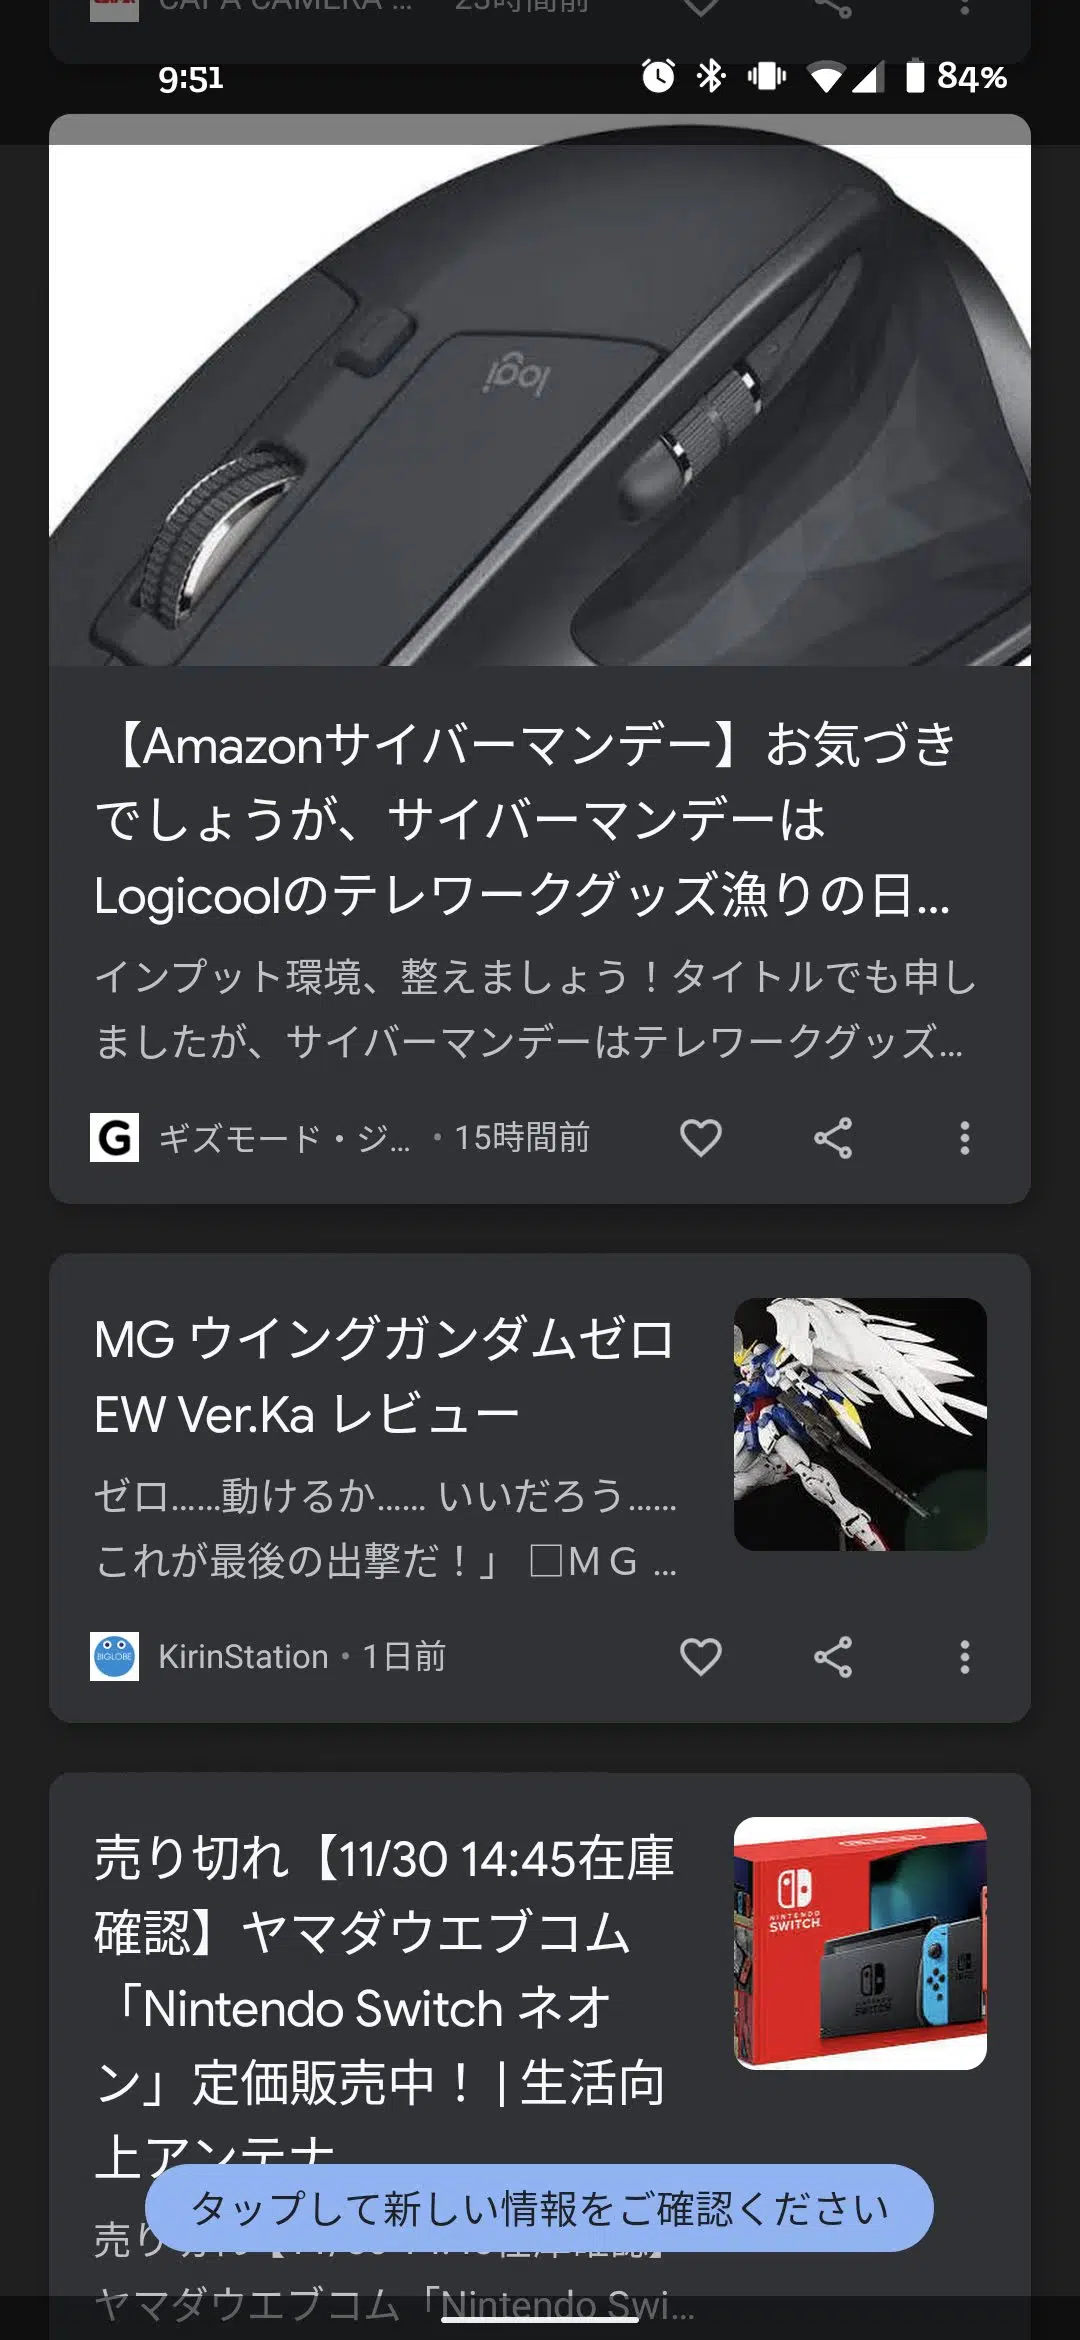 CAPA CAMERA ... 23時間前
9:51 84%
logi
【Amazonサイバーマンデー】お気づき
でしょうが、サイバーマンデーは
Logicoolのテレワークグッズ漁りの日...
インプット環境、整えましょう！タイトルでも申し
ましたが、サイバーマンデーはテレワークグッズ...
G ギズモード・ジ... ・15時間前
MG ウイングガンダムゼロ
EW Ver.Ka レビュー
ゼロ……動けるか…… いいだろう……
これが最後の出撃だ！」 □ＭＧ ...
BIGLOBE KirinStation・1日前
売り切れ【11/30 14:45在庫
確認】ヤマダウエブコム
「Nintendo Switch ネオ
ン」定価販売中！ | 生活向
上アンテナ
NINTENDO
SWITCH
タップして新しい情報をご確認ください
売り切れ【11/30 14:45在庫確認】
ヤマダウエブコム「Nintendo Swi...